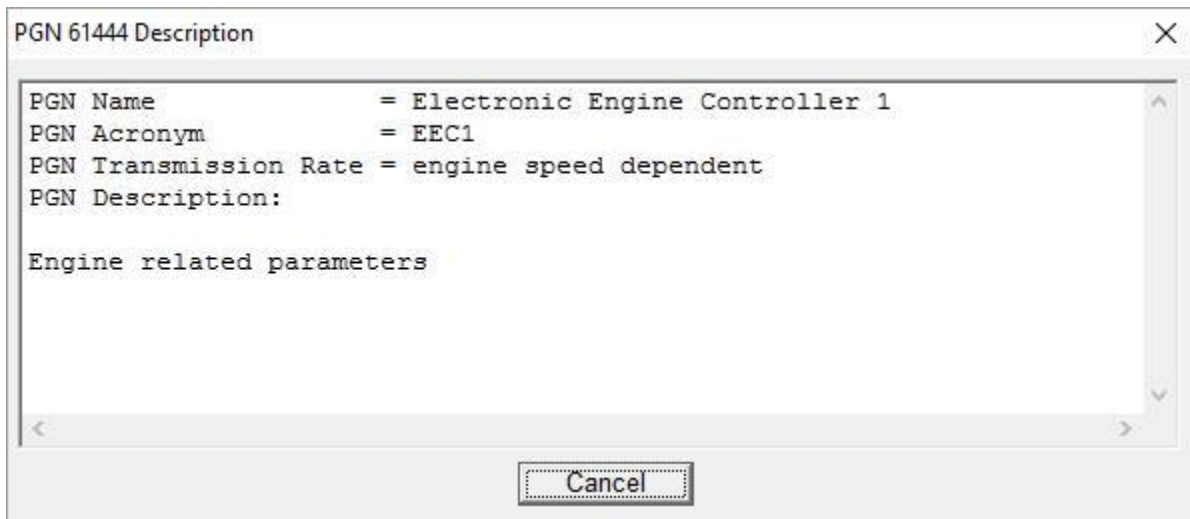 PGN 61444 Description
PGN Name = Electronic Engine Controller 1
PGN Acronym = EEC1
PGN Transmission Rate = engine speed dependent
PGN Description:
Engine related parameters
Cancel